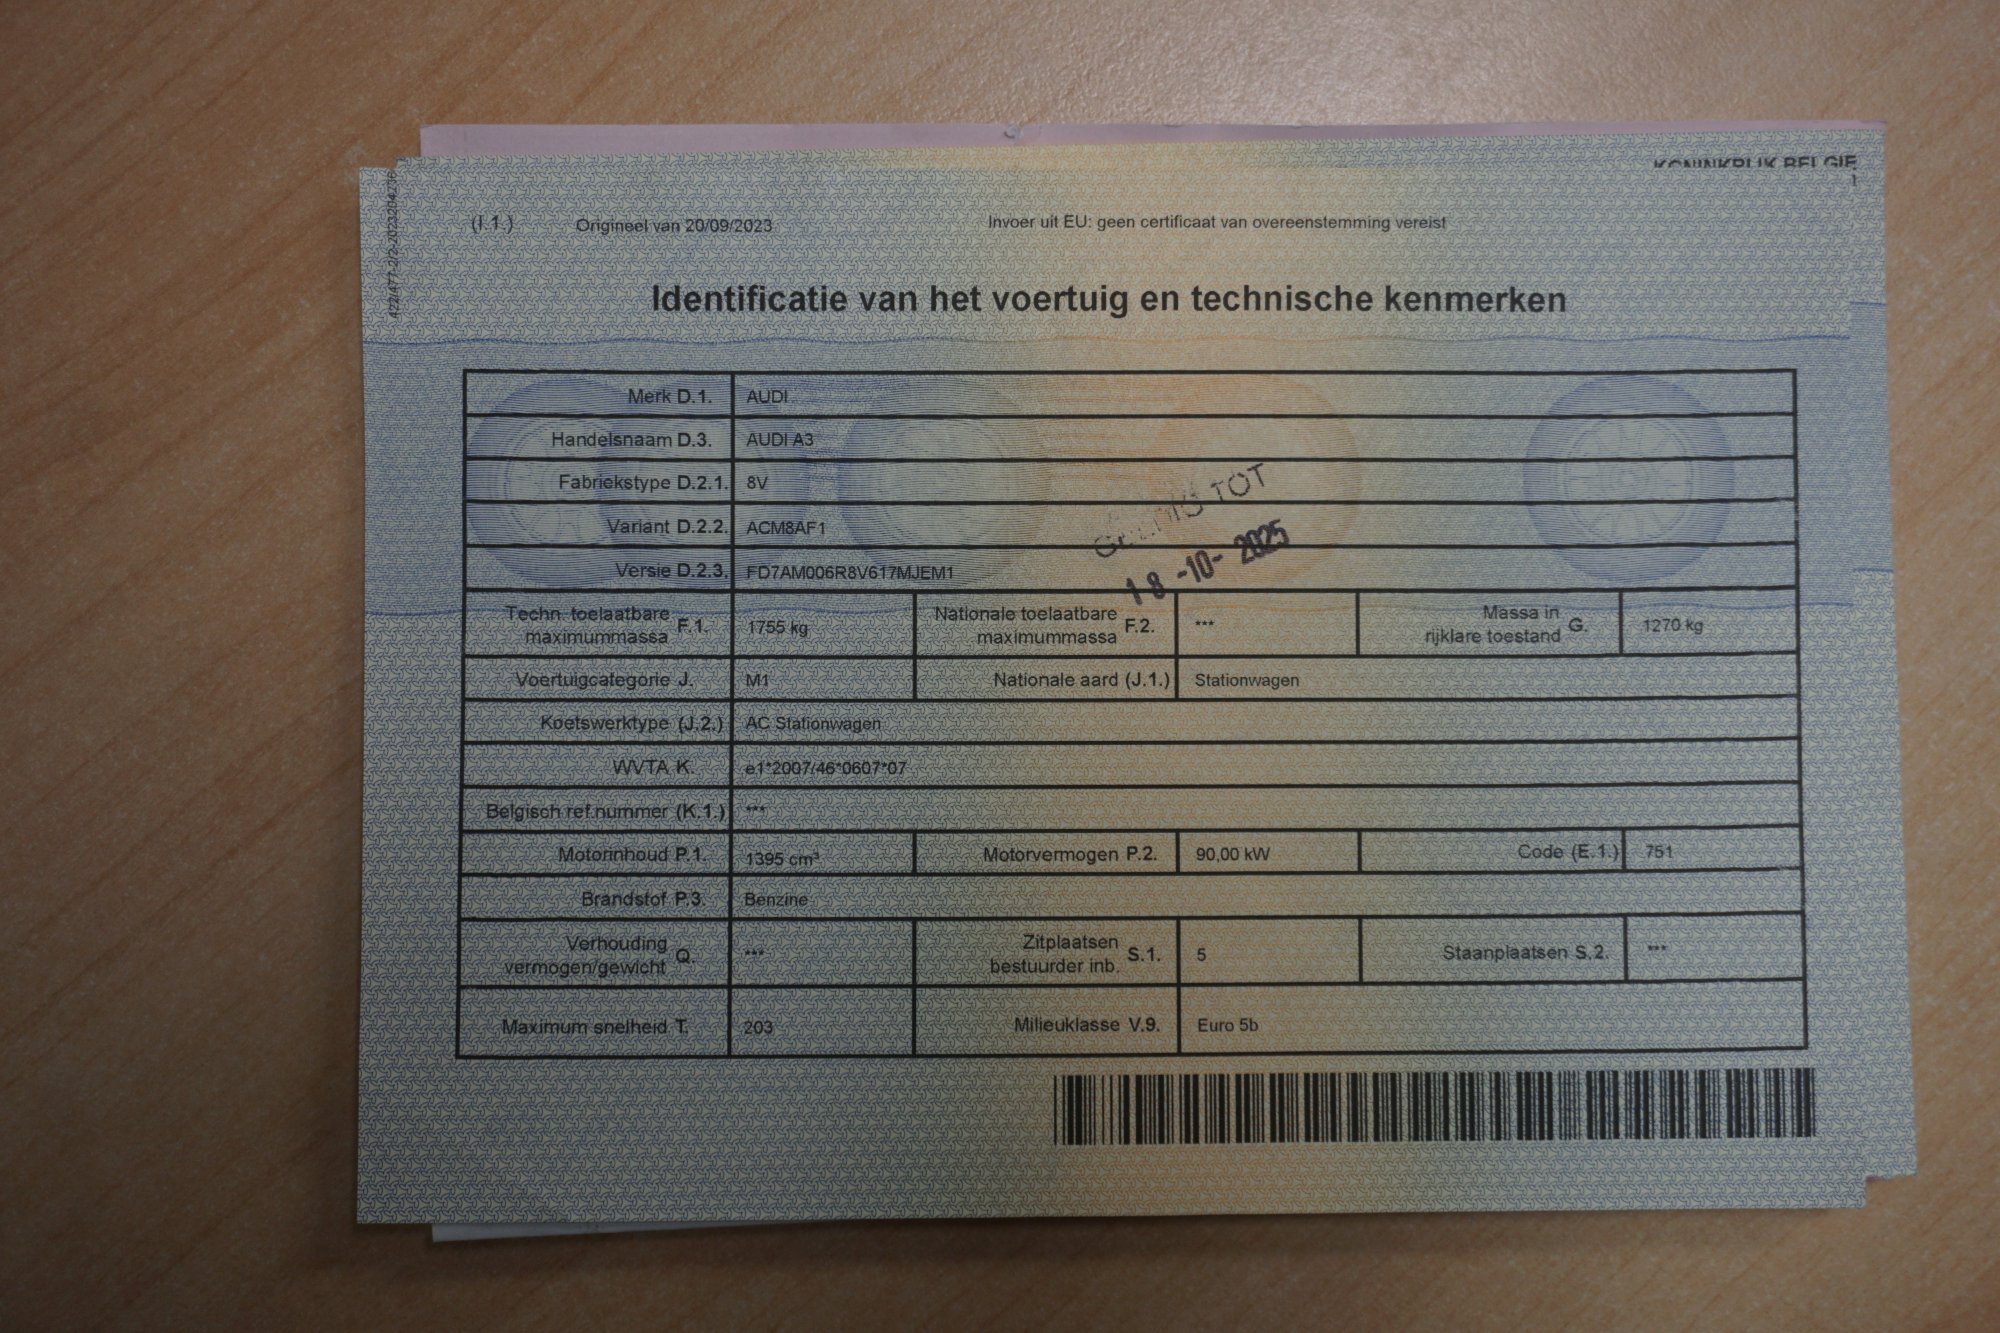 KONINKRIJK BELGIE
(I.1.) Origineel van 20/09/2023 Invoer uit EU: geen certificaat van overeenstemming vereist
Identificatie van het voertuig en technische kenmerken
Merk D.1. AUDI
Handelsnaam D.3. AUDI A3
Fabriekstype D.2.1. 8V
GELDIG TOT
Variant D.2.2. ACM8AF1
18-10-2025
Versie D.2.3. FD7AM006R8V617MJEM1
Techn. toelaatbare maximummassa F.1. 1755 kg Nationale toelaatbare maximummassa F.2. *** Massa in rijklare toestand G. 1270 kg
Voertuigcategorie J. M1 Nationale aard (J.1.) Stationwagen
Koetswerktype (J.2.) AC Stationwagen
WVTA K. e1*2007/46*0607*07
Belgisch ref.nummer (K.1.) ***
Motorinhoud P.1. 1395 cm³ Motorvermogen P.2. 90,00 kW Code (E.1.) 751
Brandstof P.3. Benzine
Verhouding vermogen/gewicht Q. *** Zitplaatsen bestuurder inb. S.1. 5 Staanplaatsen S.2. ***
Maximum snelheid T. 203 Milieuklasse V.9. Euro 5b